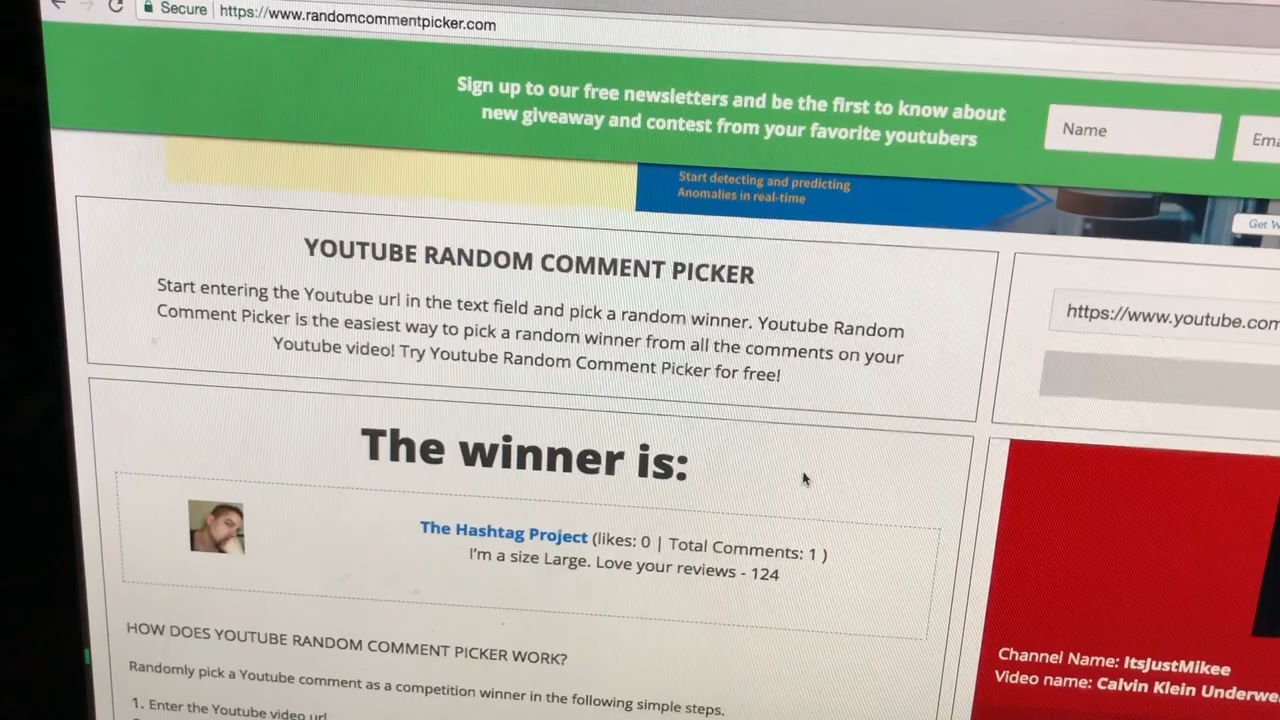 Secure https://www.randomcommentpicker.com
Sign up to our free newsletters and be the first to know about
new giveaway and contest from your favorite youtubers
Name
Start detecting and predicting
Anomalies in real-time
YOUTUBE RANDOM COMMENT PICKER
Start entering the Youtube url in the text field and pick a random winner. Youtube Random
Comment Picker is the easiest way to pick a random winner from all the comments on your
Youtube video! Try Youtube Random Comment Picker for free!
https://www.youtube.com
The winner is:
The Hashtag Project (likes: 0 | Total Comments: 1 )
I'm a size Large. Love your reviews - 124
HOW DOES YOUTUBE RANDOM COMMENT PICKER WORK?
Randomly pick a Youtube comment as a competition winner in the following simple steps.
1. Enter the Youtube video url
Channel Name: ItsJustMikee
Video name: Calvin Klein Underwe